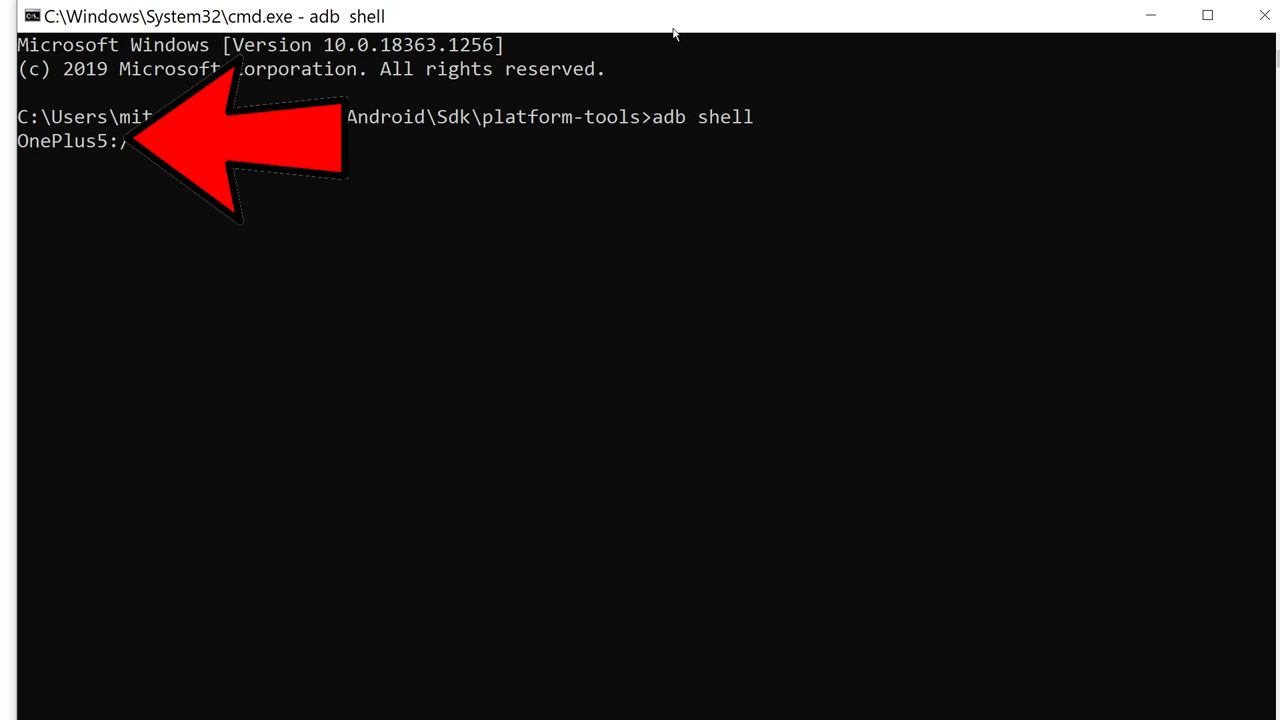 C:\Windows\System32\cmd.exe - adb  shell
Microsoft Windows [Version 10.0.18363.1256]
(c) 2019 Microsoft orporation. All rights reserved.
C:\Users\mit Android\Sdk\platform-tools>adb shell
OnePlus5:/